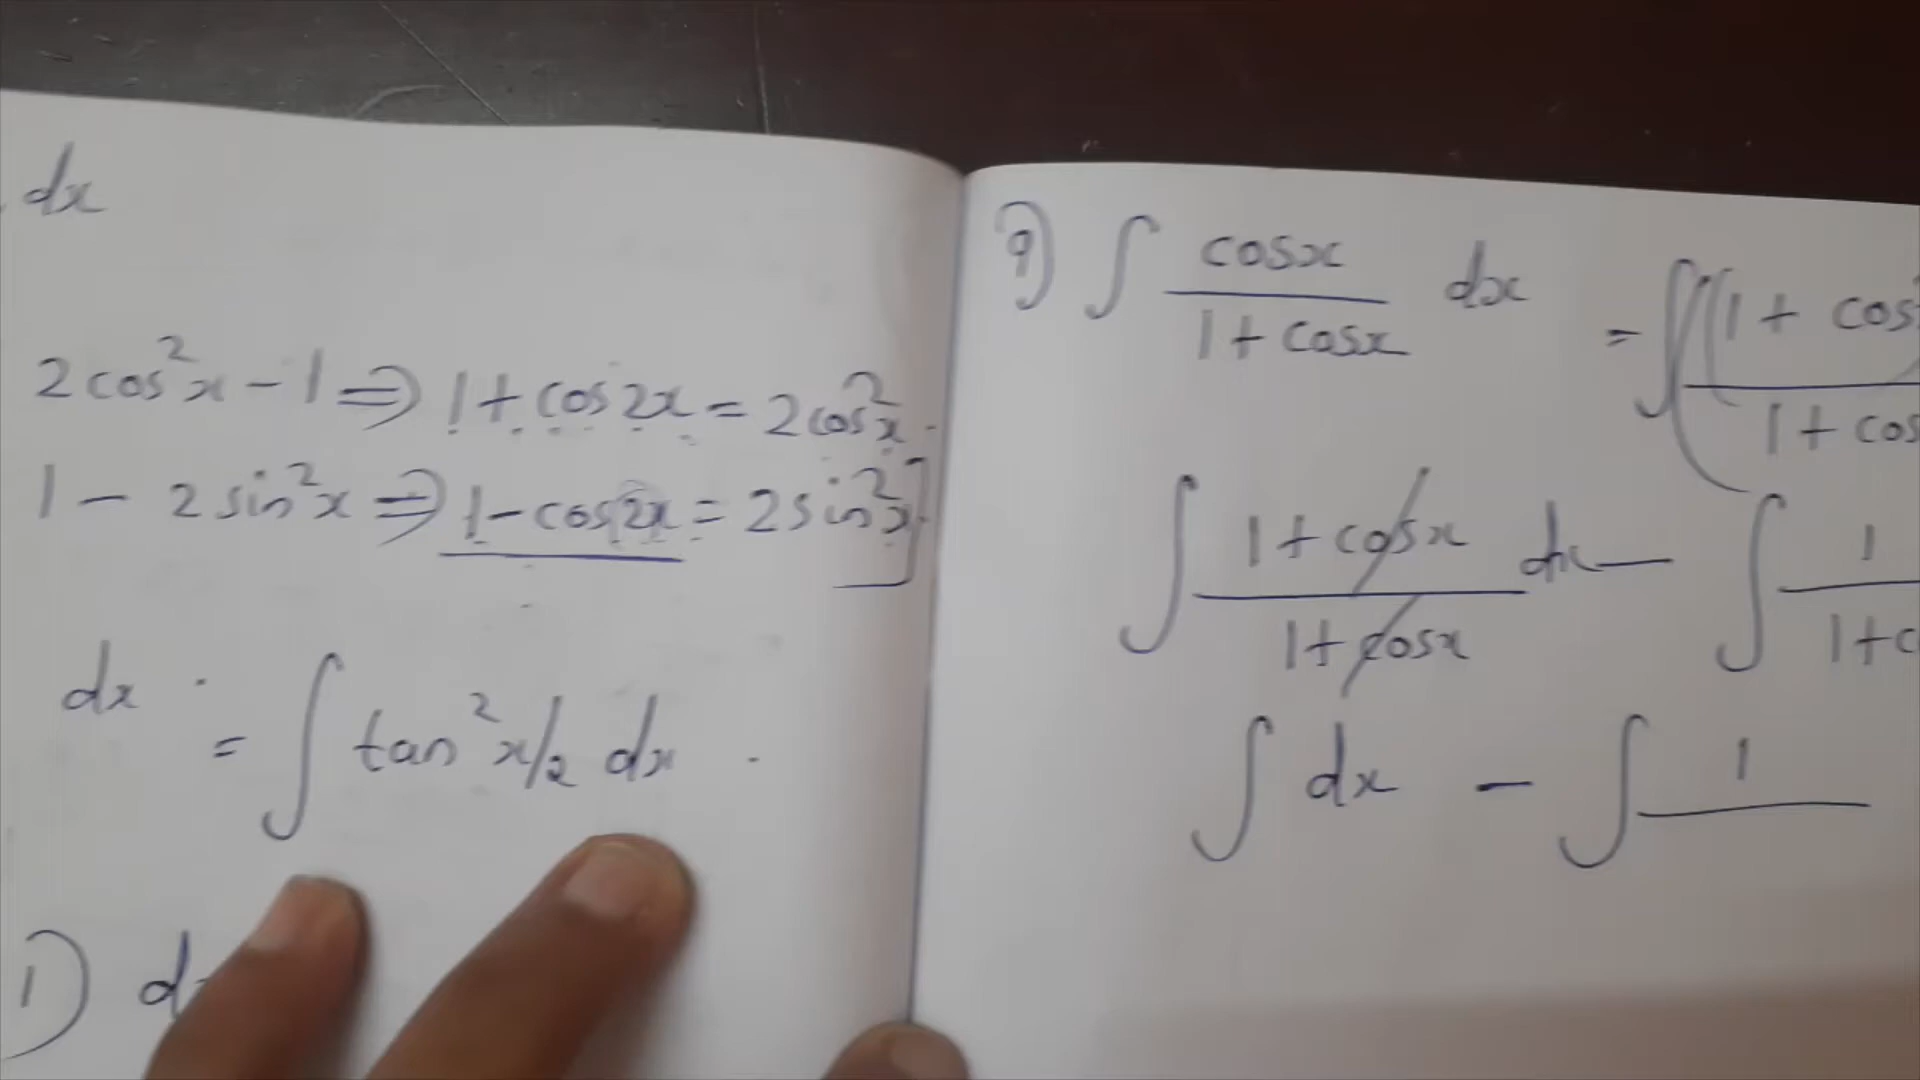 dx
2cos²x - 1 ⇒ 1 + cos2x = 2cos²x.
1 - 2sin²x ⇒ 1 - cos2x = 2sin²x]
dx
= ∫ tan²x/2 dx .
1) d
9) ∫ cosx / 1 + cosx dx = ∫ ( 1 + cos / 1 + cos
∫ 1 + cosx / 1 + cosx dx — ∫ 1 / 1 + c
∫ dx - ∫ 1 /